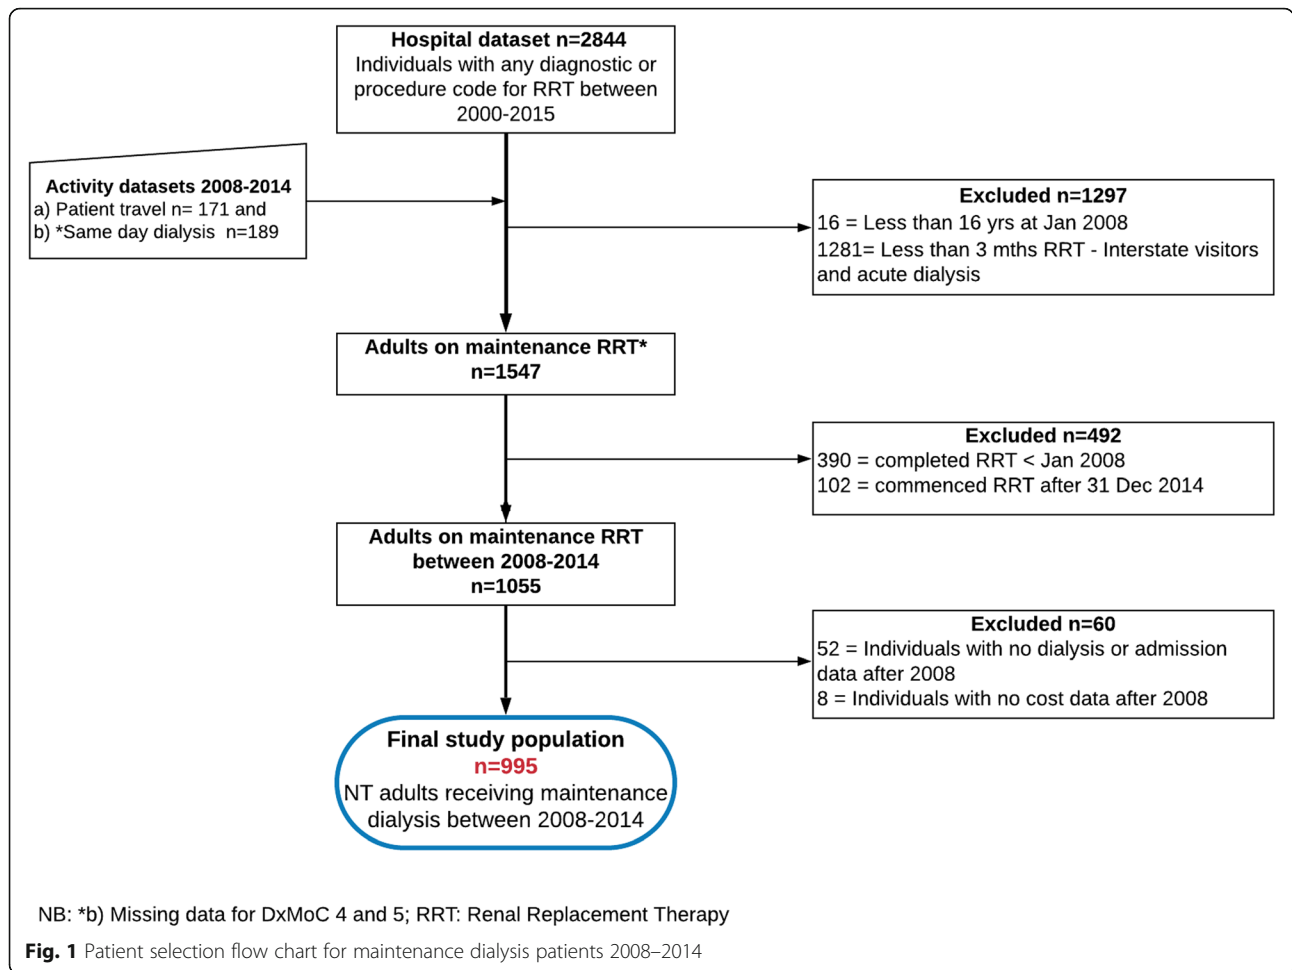 Hospital dataset n=2844
Individuals with any diagnostic or
procedure code for RRT between
2000-2015
Activity datasets 2008-2014
a) Patient travel n= 171 and
b) *Same day dialysis n=189
Excluded n=1297
16 = Less than 16 yrs at Jan 2008
1281= Less than 3 mths RRT - Interstate visitors
and acute dialysis
Adults on maintenance RRT*
n=1547
Excluded n=492
390 = completed RRT < Jan 2008
102 = commenced RRT after 31 Dec 2014
Adults on maintenance RRT
between 2008-2014
n=1055
Excluded n=60
52 = Individuals with no dialysis or admission
data after 2008
8 = Individuals with no cost data after 2008
Final study population
n=995
NT adults receiving maintenance
dialysis between 2008-2014
NB: *b) Missing data for DxMoC 4 and 5; RRT: Renal Replacement Therapy
Fig. 1 Patient selection flow chart for maintenance dialysis patients 2008–2014